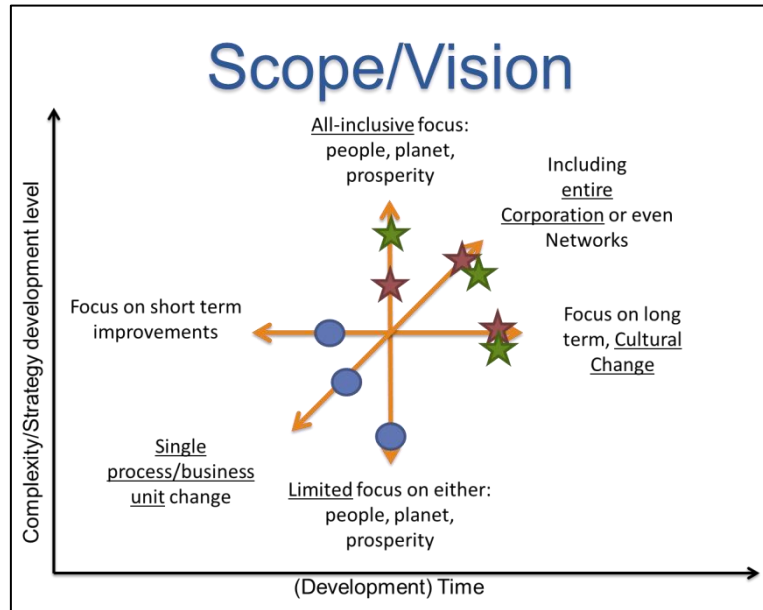 Scope/Vision
All-inclusive focus:
people, planet,
prosperity
Including
entire
Corporation or even
Networks
Complexity/Strategy development level
Focus on short term
improvements
Focus on long
term, Cultural
Change
Single
process/business
unit change
Limited focus on either:
people, planet,
prosperity
(Development) Time